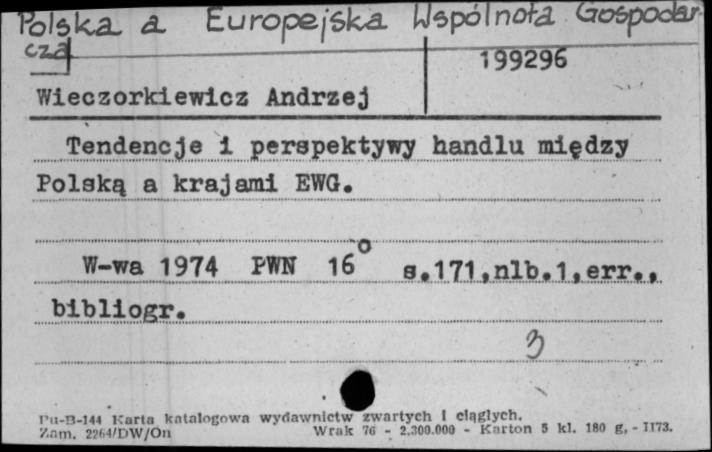 Polska a Europejska Wspólnota Gospodar
cza
199296
Wieczorkiewicz Andrzej
Tendencje i perspektywy handlu między
Polską a krajami EWG.
W-wa 1974 PWN 16° s.171,nlb.1,err.,
bibliogr.
3
Pu-B-144 Karta katalogowa wydawnictw zwartych i ciągłych.
Zam. 2264/DW/On Wrak 76 - 2.300.000 - Karton 5 kl. 180 g, - 1173.